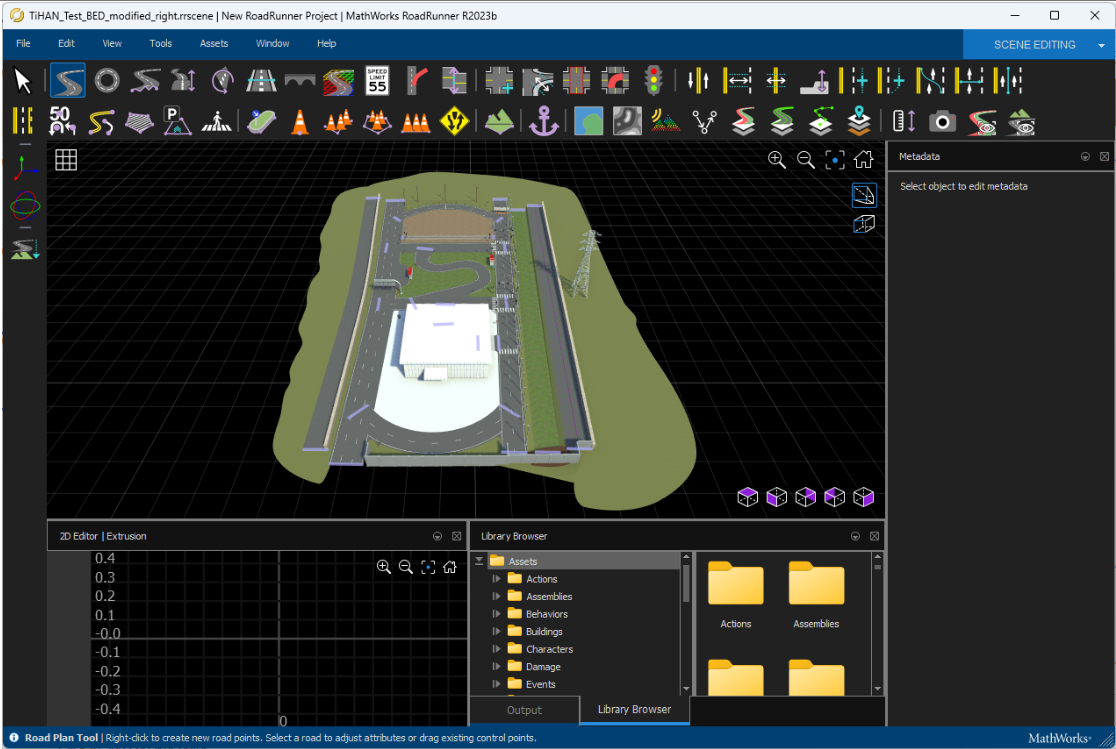 TiHAN_Test_BED_modified_right.rrscene | New RoadRunner Project | MathWorks RoadRunner R2023b
File Edit View Tools Assets Window Help SCENE EDITING
SPEED LIMIT 55
50 P
Metadata
Select object to edit metadata
2D Editor | Extrusion
0.4
0.3
0.2
0.1
-0.0
-0.1
-0.2
-0.3
-0.4
0
Library Browser
Assets
Actions
Assemblies
Behaviors
Buildings
Characters
Damage
Events
Actions Assemblies
Output Library Browser
Road Plan Tool | Right-click to create new road points. Select a road to adjust attributes or drag existing control points.
MathWorks®